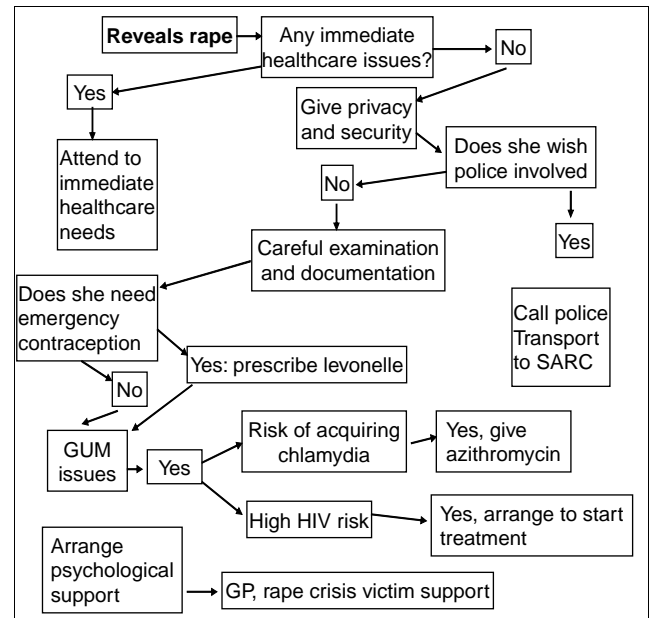 Reveals rape
Any immediate
healthcare issues?
No
Yes
Give privacy
and security
Attend to
immediate
healthcare
needs
Does she wish
police involved
No
Yes
Careful examination
and documentation
Does she need
emergency
contraception
Call police
Transport
to SARC
Yes: prescribe levonelle
No
GUM
issues
Yes
Risk of acquiring
chlamydia
Yes, give
azithromycin
High HIV risk
Yes, arrange to start
treatment
Arrange
psychological
support
GP, rape crisis victim support